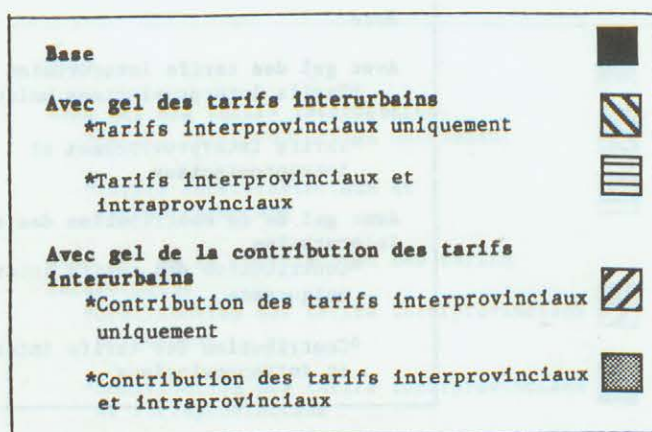 Base
Avec gel des tarifs interurbains
*Tarifs interprovinciaux uniquement
*Tarifs interprovinciaux et
intraprovinciaux
Avec gel de la contribution des tarifs
interurbains
*Contribution des tarifs interprovinciaux
uniquement
*Contribution des tarifs interprovinciaux
et intraprovinciaux